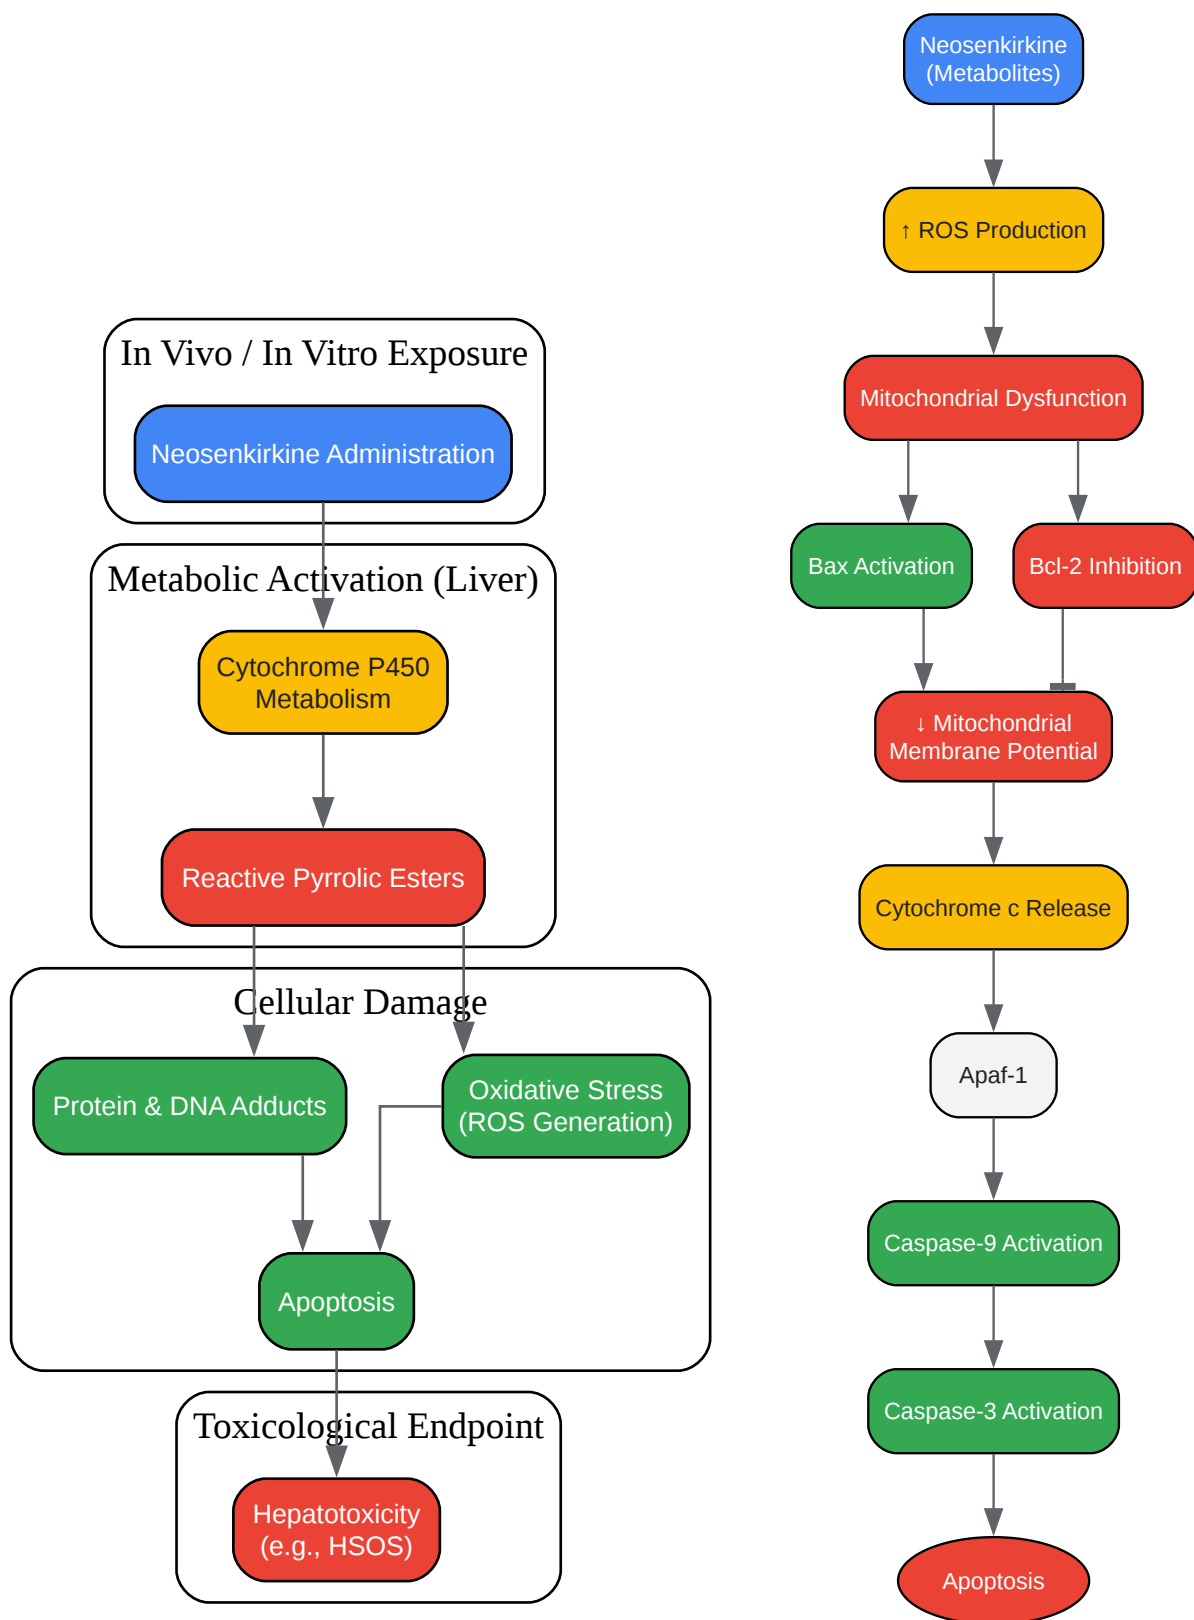 In Vivo / In Vitro Exposure
Neosenkirkine Administration
Metabolic Activation (Liver)
Cytochrome P450
Metabolism
Reactive Pyrrolic Esters
Cellular Damage
Protein & DNA Adducts
Oxidative Stress
(ROS Generation)
Apoptosis
Toxicological Endpoint
Hepatotoxicity
(e.g., HSOS)
Neosenkirkine
(Metabolites)
↑ ROS Production
Mitochondrial Dysfunction
Bax Activation
Bcl-2 Inhibition
↓ Mitochondrial
Membrane Potential
Cytochrome c Release
Apaf-1
Caspase-9 Activation
Caspase-3 Activation
Apoptosis